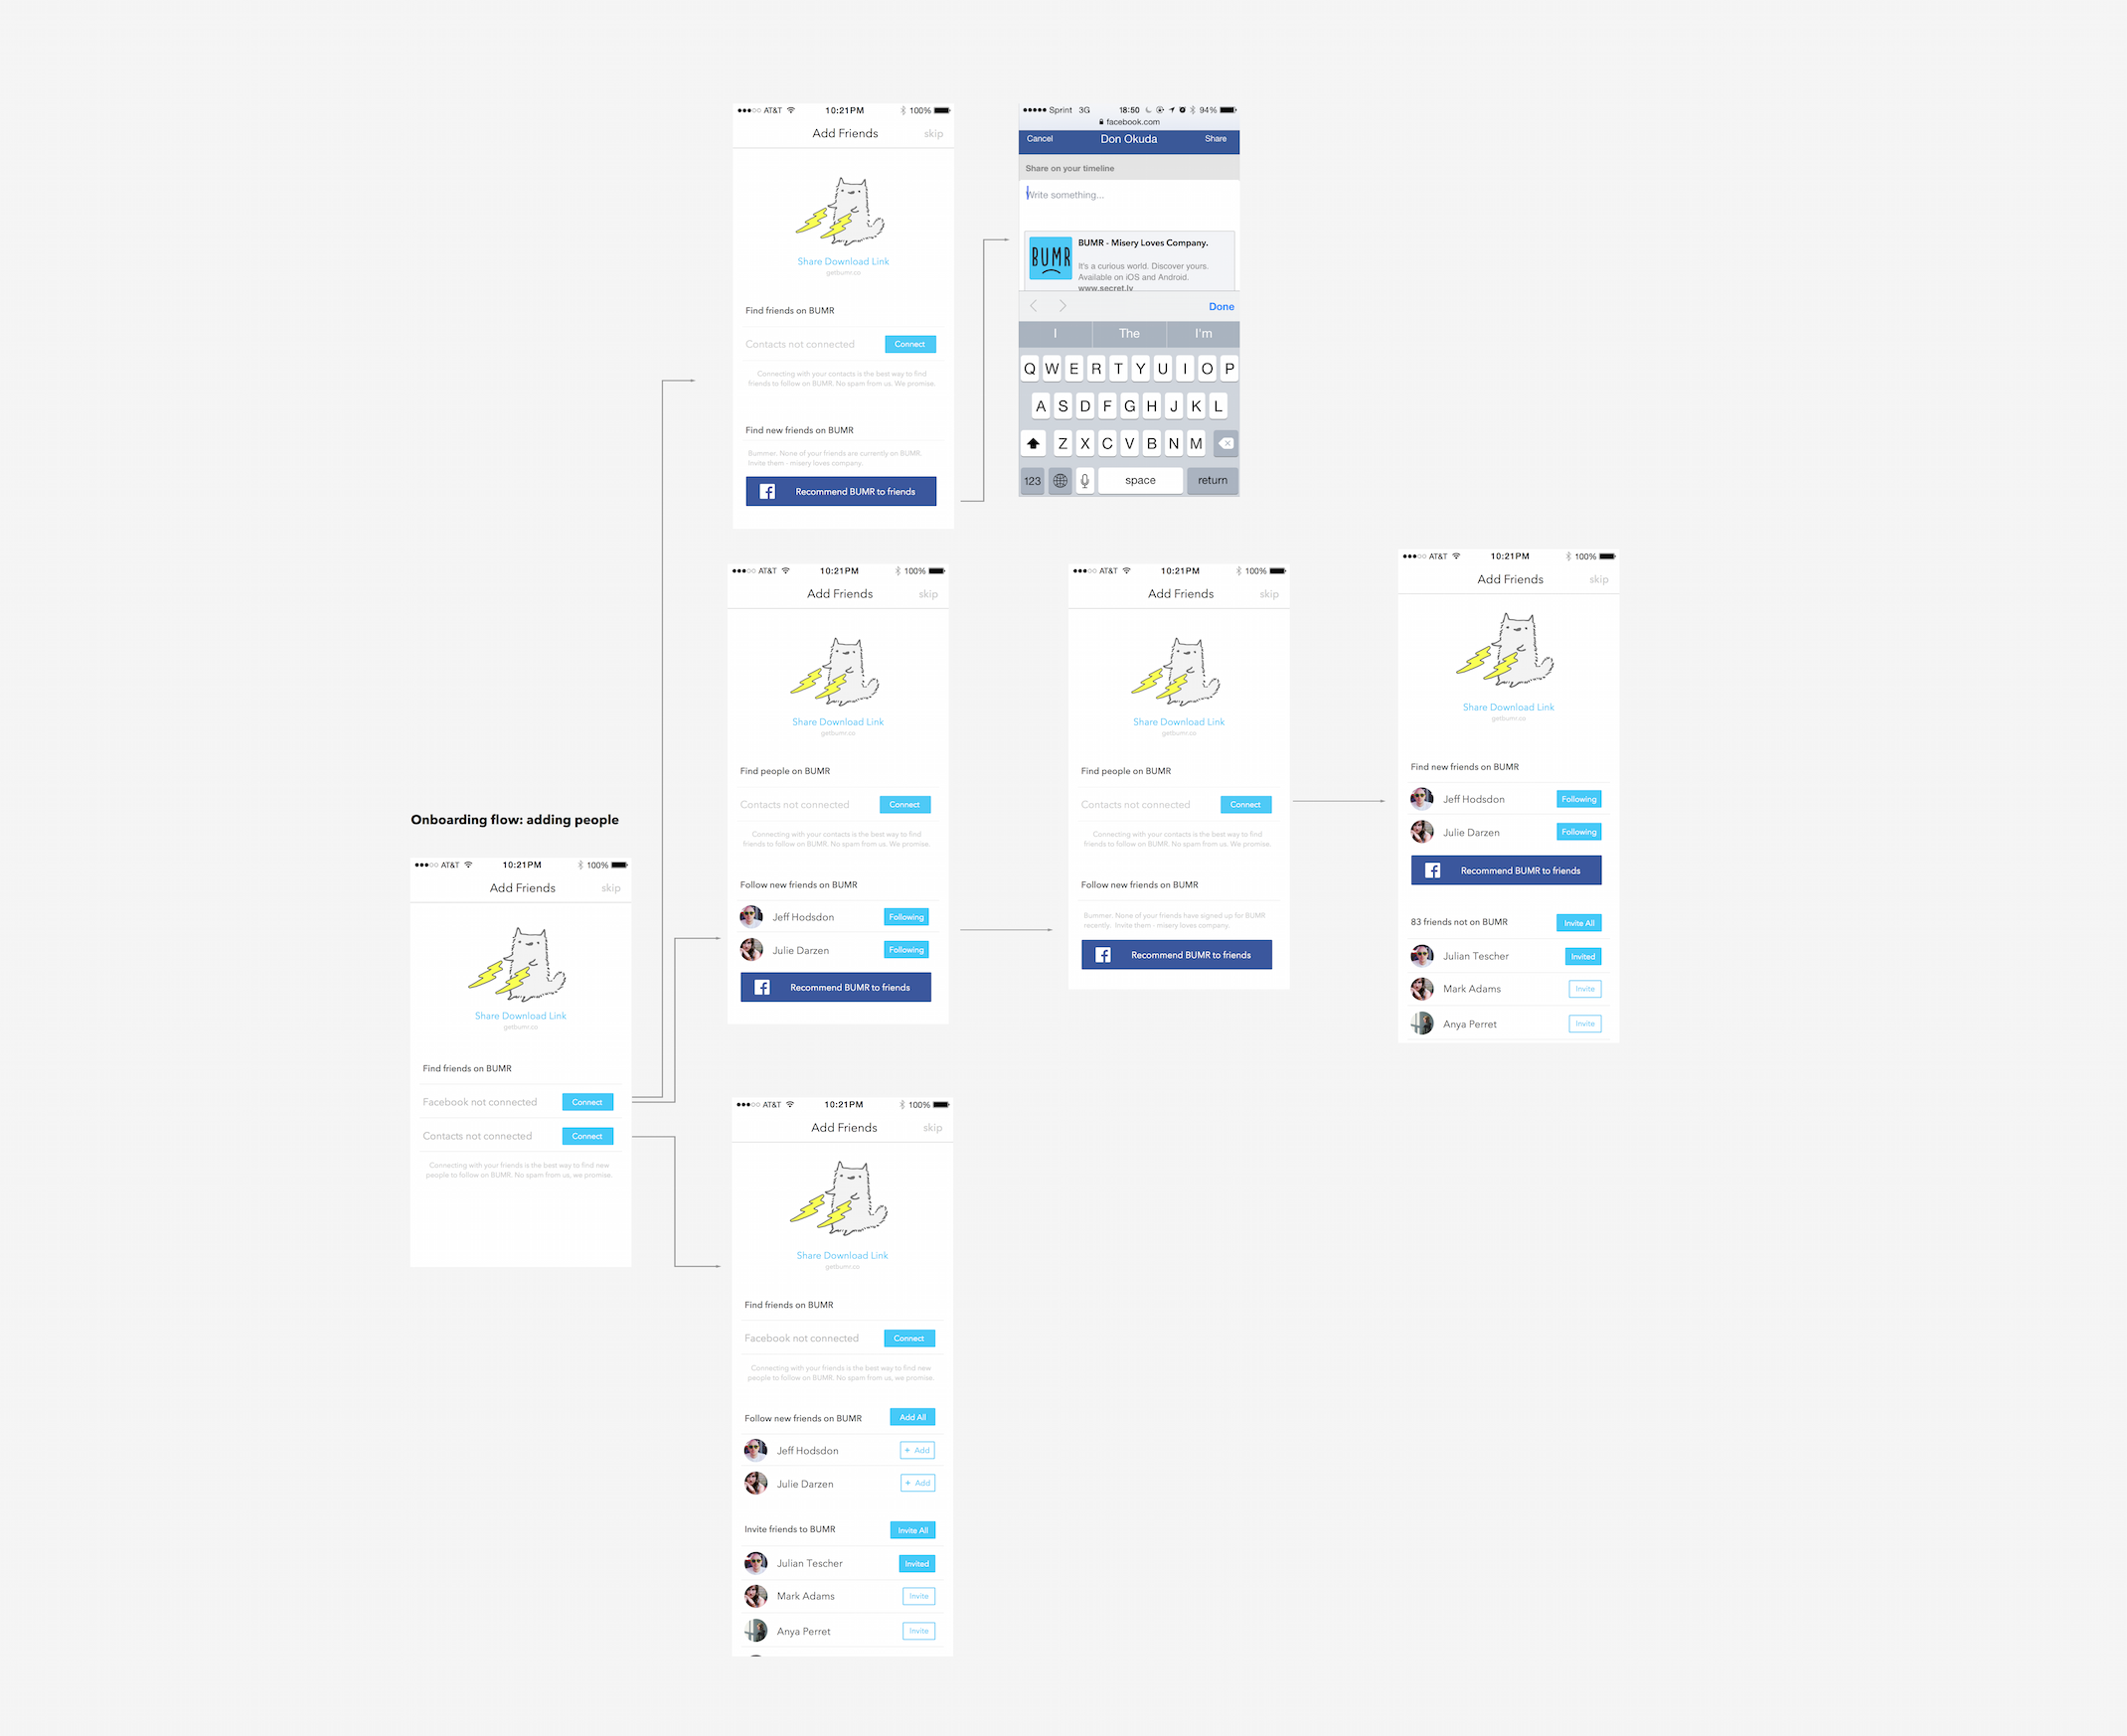 AT&T 10:21PM 100%
Add Friends skip
Share Download Link
getbumr.co
Find friends on BUMR
Contacts not connected Connect
Connecting with your contacts is the best way to find
friends to follow on BUMR. No spam from us. We promise.
Find new friends on BUMR
Bummer. None of your friends are currently on BUMR.
Invite them - misery loves company.
Recommend BUMR to friends
Sprint 3G 18:50 94%
facebook.com
Cancel Don Okuda Share
Share on your timeline
Write something...
BUMR
BUMR - Misery Loves Company.
It's a curious world. Discover yours.
Available on iOS and Android.
www.secret.ly
Done
I The I'm
Q W E R T Y U I O P
A S D F G H J K L
Z X C V B N M
123 space return
AT&T 10:21PM 100%
Add Friends skip
Share Download Link
getbumr.co
Find people on BUMR
Contacts not connected Connect
Connecting with your contacts is the best way to find
friends to follow on BUMR. No spam from us. We promise.
Follow new friends on BUMR
Jeff Hodsdon Following
Julie Darzen Following
Recommend BUMR to friends
AT&T 10:21PM 100%
Add Friends skip
Share Download Link
getbumr.co
Find people on BUMR
Contacts not connected Connect
Connecting with your contacts is the best way to find
friends to follow on BUMR. No spam from us. We promise.
Follow new friends on BUMR
Bummer. None of your friends have signed up for BUMR
recently. Invite them - misery loves company.
Recommend BUMR to friends
AT&T 10:21PM 100%
Add Friends skip
Share Download Link
getbumr.co
Find new friends on BUMR
Jeff Hodsdon Following
Julie Darzen Following
Recommend BUMR to friends
83 friends not on BUMR Invite All
Julian Tescher Invited
Mark Adams Invite
Anya Perret Invite
Onboarding flow: adding people
AT&T 10:21PM 100%
Add Friends skip
Share Download Link
getbumr.co
Find friends on BUMR
Facebook not connected Connect
Contacts not connected Connect
Connecting with your friends is the best way to find new
people to follow on BUMR. No spam from us, we promise.
AT&T 10:21PM 100%
Add Friends skip
Share Download Link
getbumr.co
Find friends on BUMR
Facebook not connected Connect
Connecting with your friends is the best way to find new
people to follow on BUMR. No spam from us, we promise.
Follow new friends on BUMR Add All
Jeff Hodsdon + Add
Julie Darzen + Add
Invite friends to BUMR Invite All
Julian Tescher Invited
Mark Adams Invite
Anya Perret Invite